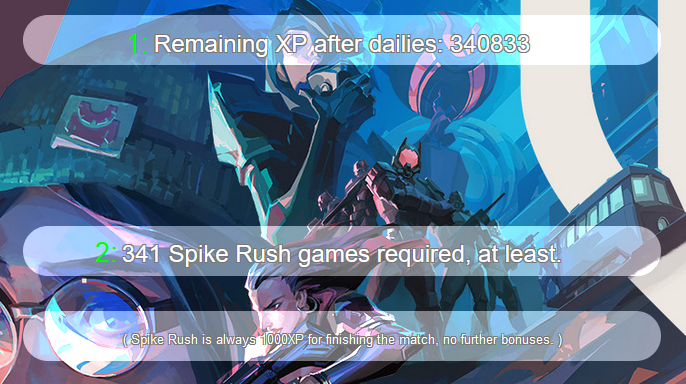 1: Remaining XP after dailies: 340833
2: 341 Spike Rush games required, at least.
( Spike Rush is always 1000XP for finishing the match, no further bonuses. )